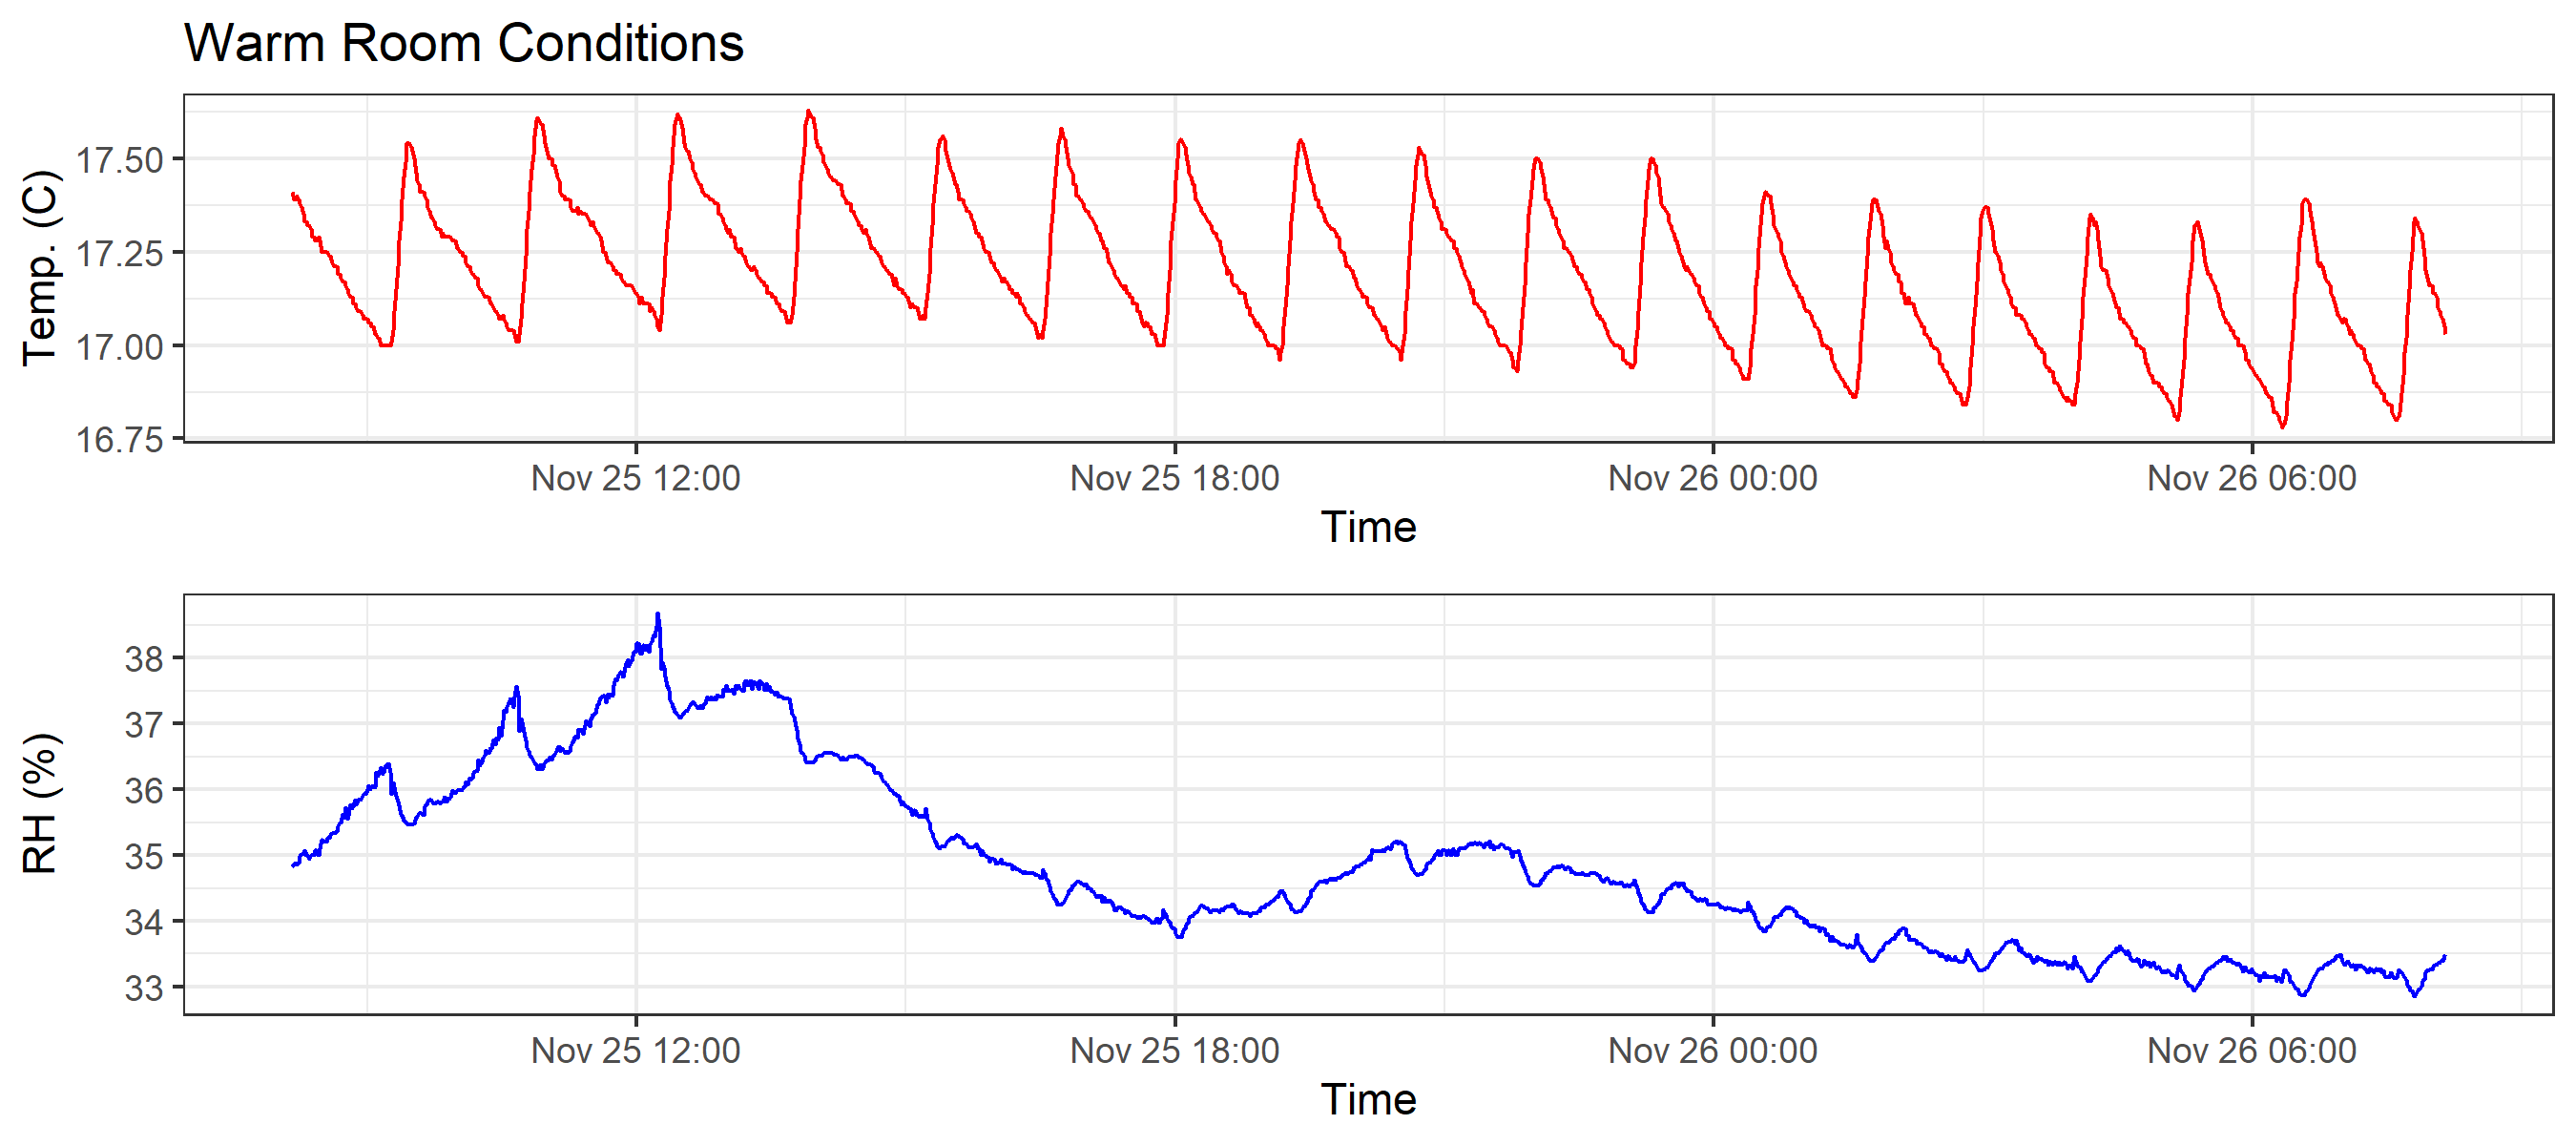 Warm Room Conditions
Temp. (C)
17.50
17.25
17.00
16.75
Nov 25 12:00 Nov 25 18:00 Nov 26 00:00 Nov 26 06:00
Time
RH (%)
38
37
36
35
34
33
Nov 25 12:00 Nov 25 18:00 Nov 26 00:00 Nov 26 06:00
Time